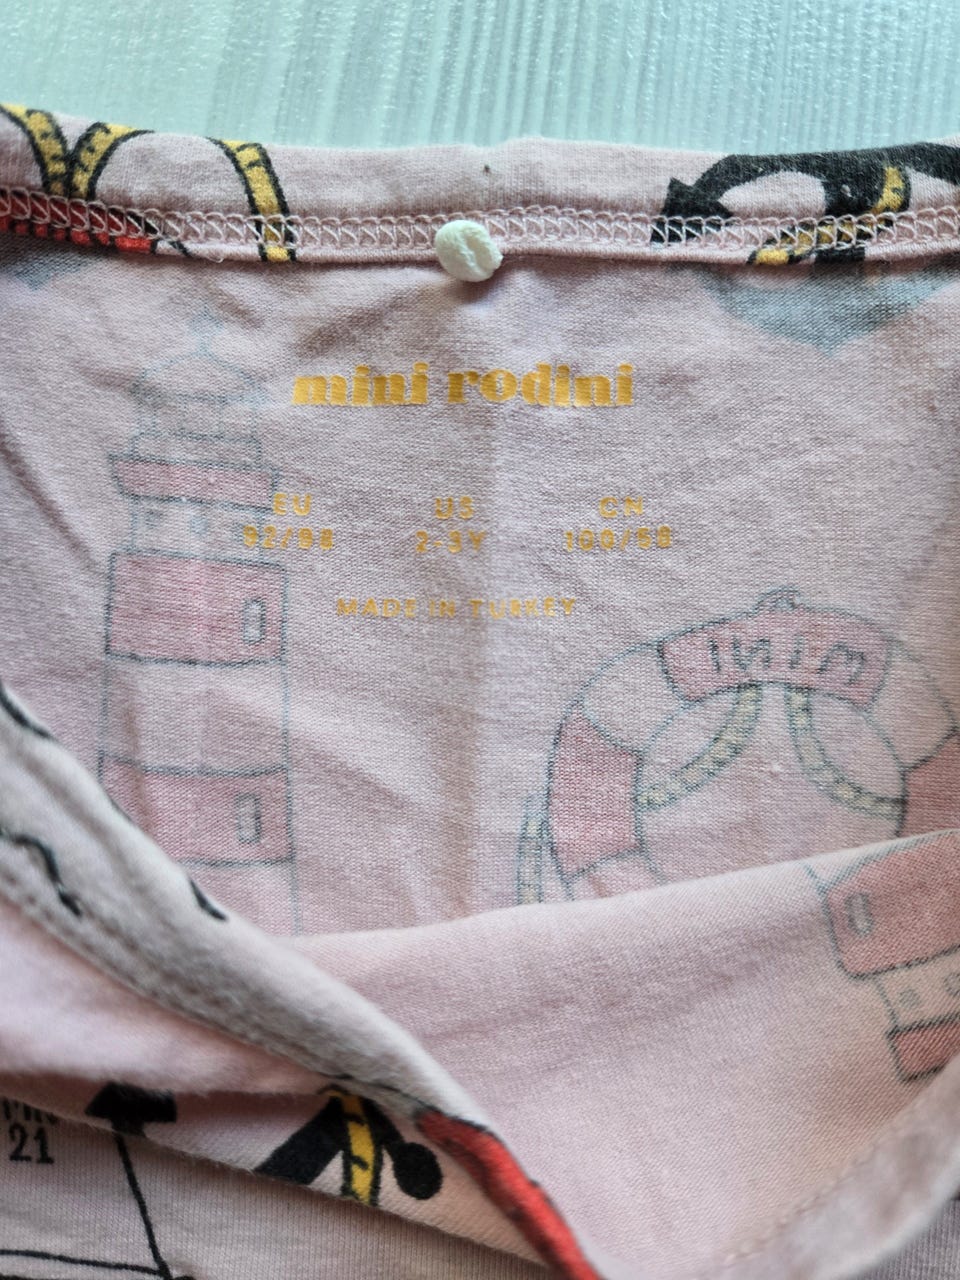 mini rodini
EU US CN
92/98 2-3Y 100/58
MADE IN TURKEY
MINI
21